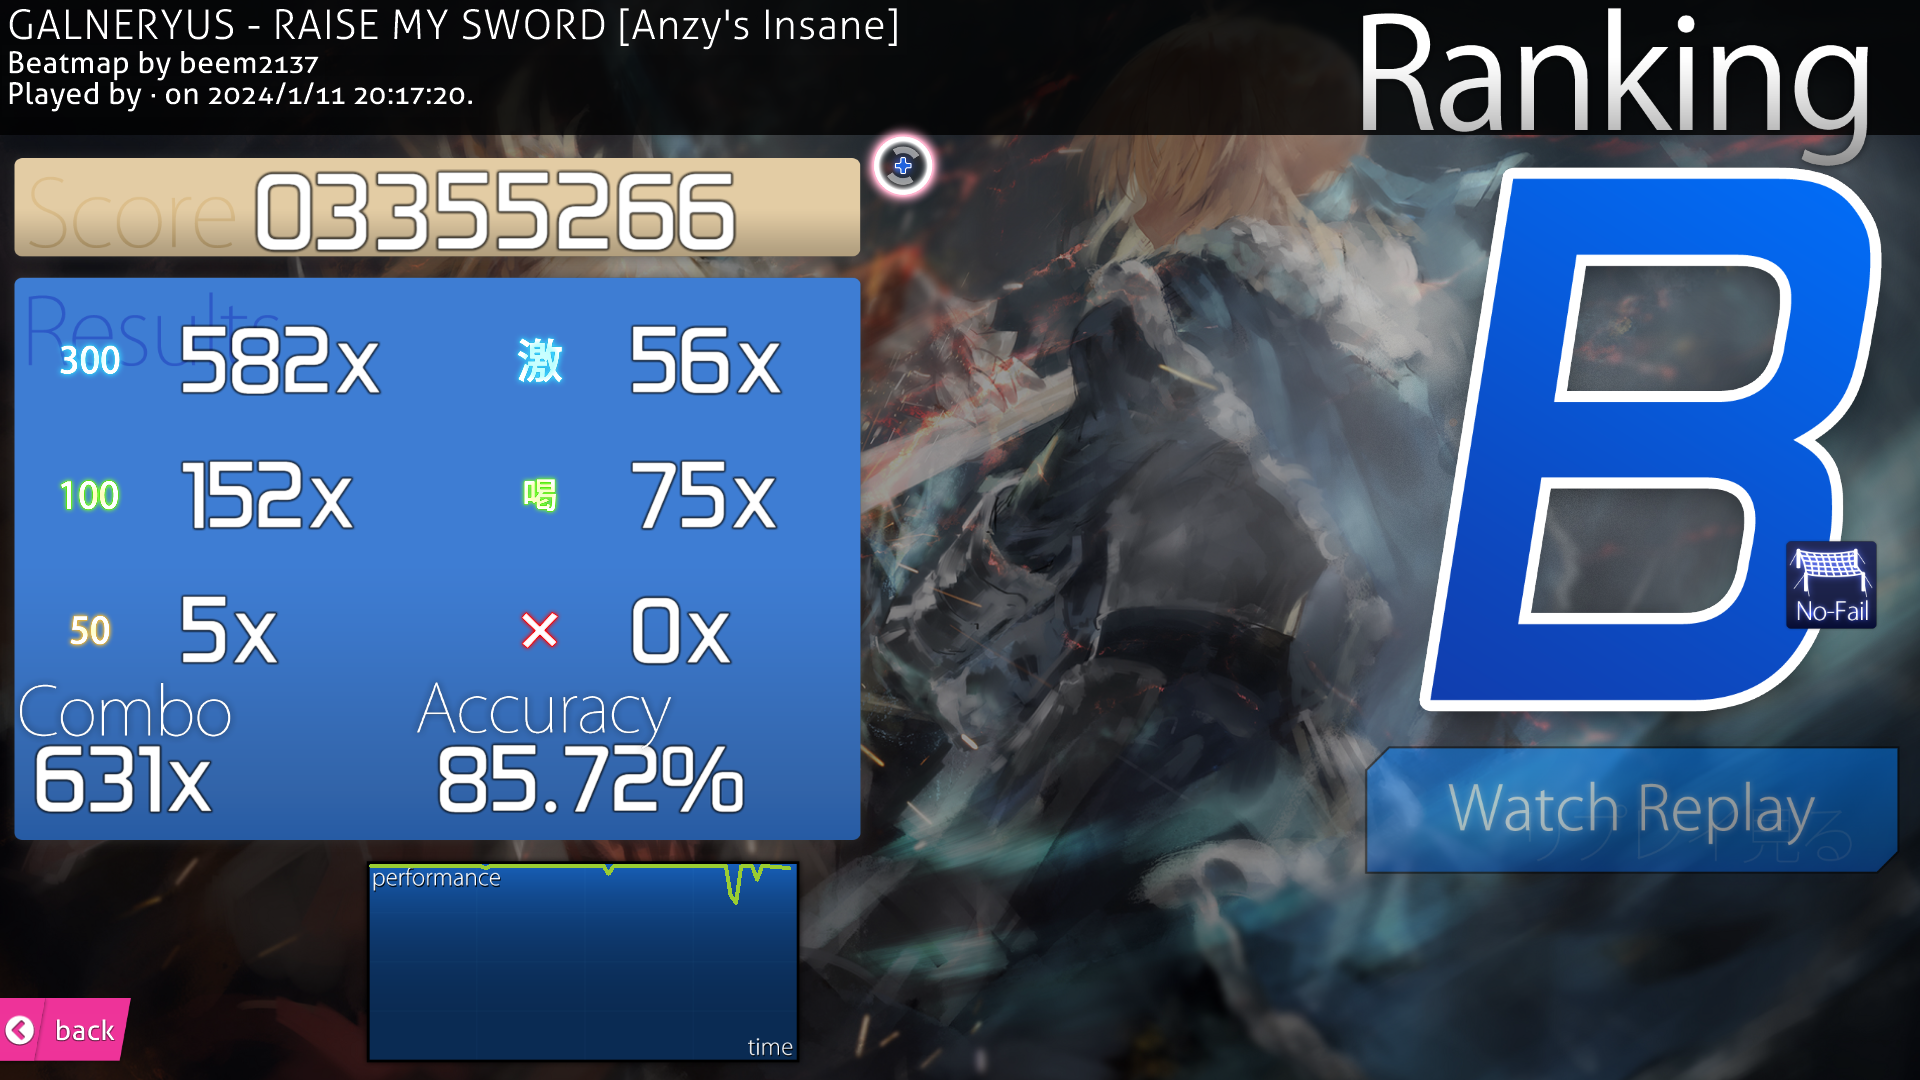 GALNERYUS - RAISE MY SWORD [Anzy's Insane]
Beatmap by beem2137
Played by · on 2024/1/11 20:17:20.
Ranking
Score 03355266
Results
300 582x 激 56x
100 152x 喝 75x
50 5x 0x
Combo Accuracy
631x 85.72%
No-Fail
Watch Replay
performance
time
back